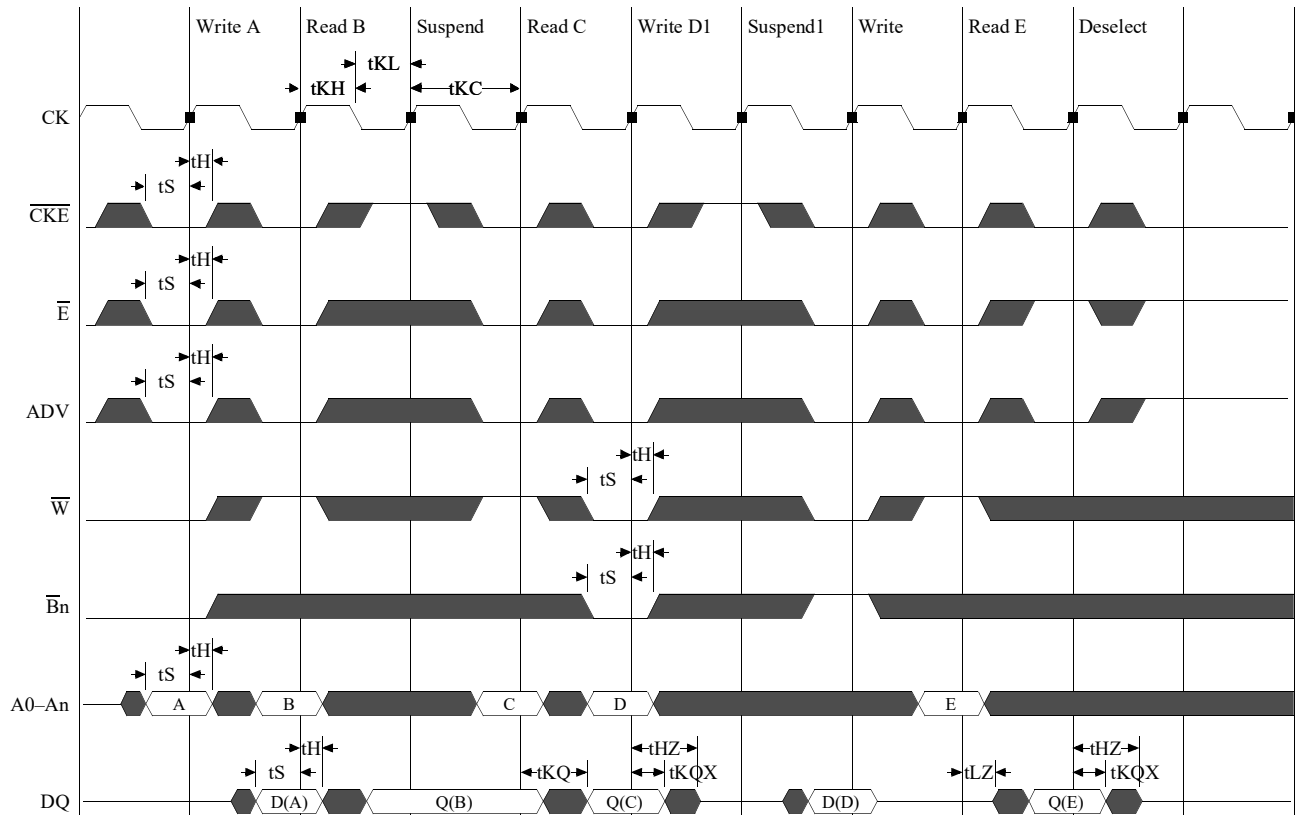 Write A Read B Suspend Read C Write D1 Suspend1 Write Read E Deselect
tKL
tKH tKC
CK
tH
tS
CKE
tH
tS
E
tH
tS
ADV
tH
tS
W
tH
tS
Bn
tH
tS
A0–An A B C D E
tH tHZ tHZ
tS tKQ tKQX tLZ tKQX
DQ D(A) Q(B) Q(C) D(D) Q(E)